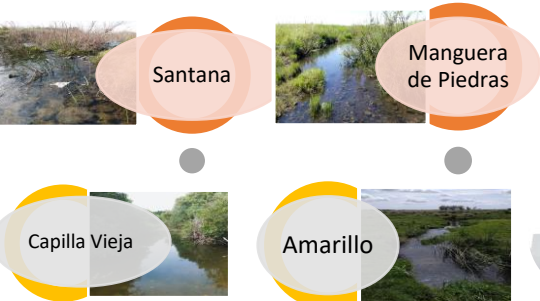 Santana
Manguera
de Piedras
Capilla Vieja
Amarillo